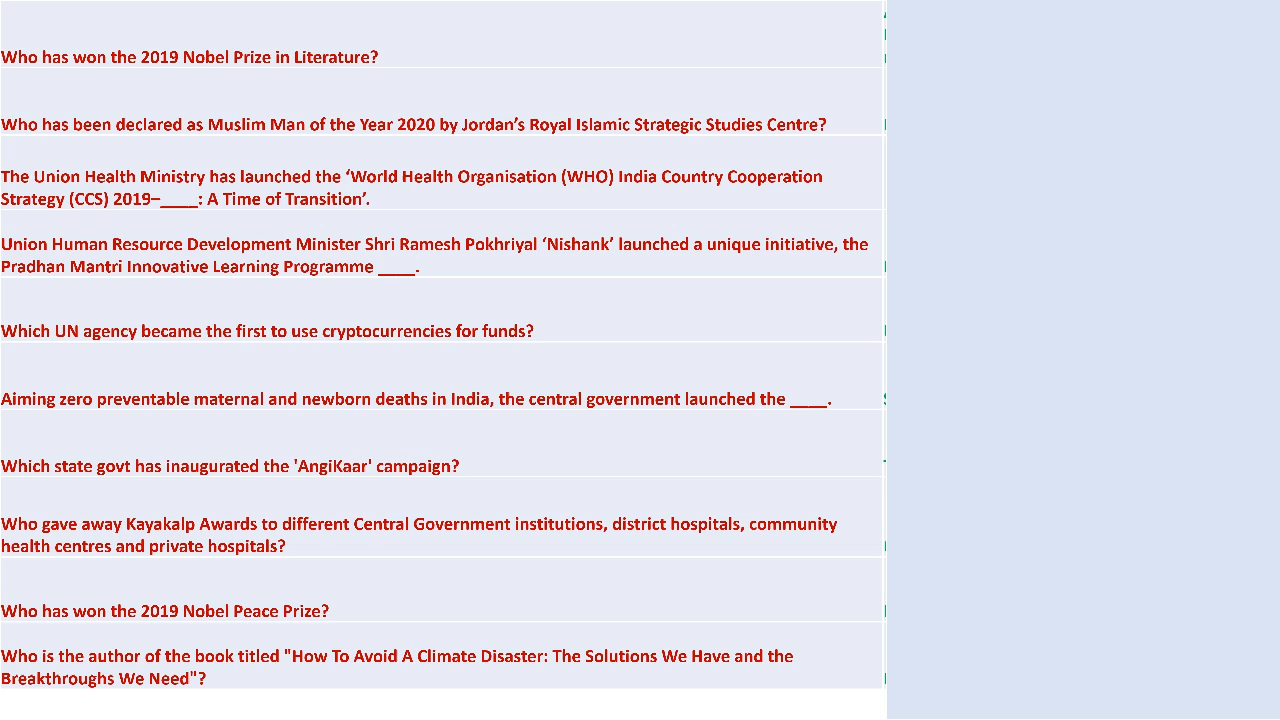 Who has won the 2019 Nobel Prize in Literature?
Who has been declared as Muslim Man of the Year 2020 by Jordan’s Royal Islamic Strategic Studies Centre?
The Union Health Ministry has launched the ‘World Health Organisation (WHO) India Country Cooperation
Strategy (CCS) 2019–____: A Time of Transition’.
Union Human Resource Development Minister Shri Ramesh Pokhriyal ‘Nishank’ launched a unique initiative, the
Pradhan Mantri Innovative Learning Programme ____.
Which UN agency became the first to use cryptocurrencies for funds?
Aiming zero preventable maternal and newborn deaths in India, the central government launched the ____.
Which state govt has inaugurated the 'AngiKaar' campaign?
Who gave away Kayakalp Awards to different Central Government institutions, district hospitals, community
health centres and private hospitals?
Who has won the 2019 Nobel Peace Prize?
Who is the author of the book titled "How To Avoid A Climate Disaster: The Solutions We Have and the
Breakthroughs We Need"?